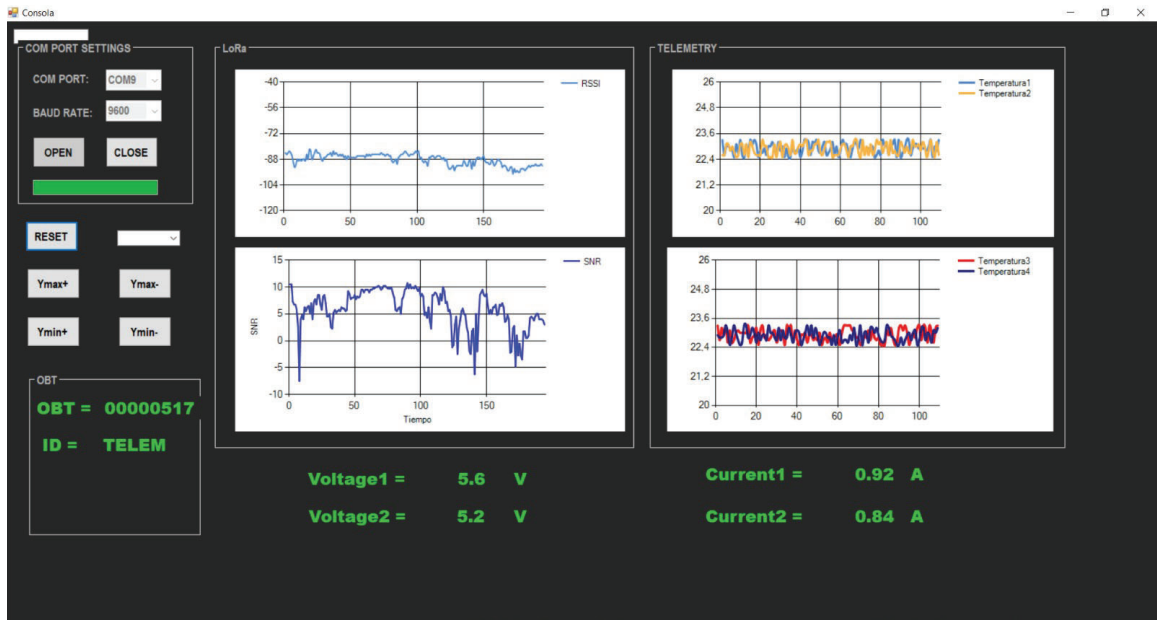 Consola
COM PORT SETTINGS
COM PORT: COM9
BAUD RATE: 9600
OPEN CLOSE
RESET
Ymax+ Ymax-
Ymin+ Ymin-
OBT
OBT = 00000517
ID = TELEM
LoRa
-40
-56
-72
-88
-104
-120
0 50 100 150
RSSI
15
10
5
0
-5
-10
0 50 100 150
SNR
Tiempo
SNR
TELEMETRY
26
24,8
23,6
22,4
21,2
20
0 20 40 60 80 100
Temperatura1
Temperatura2
26
24,8
23,6
22,4
21,2
20
0 20 40 60 80 100
Temperatura3
Temperatura4
Voltage1 = 5.6 V
Voltage2 = 5.2 V
Current1 = 0.92 A
Current2 = 0.84 A